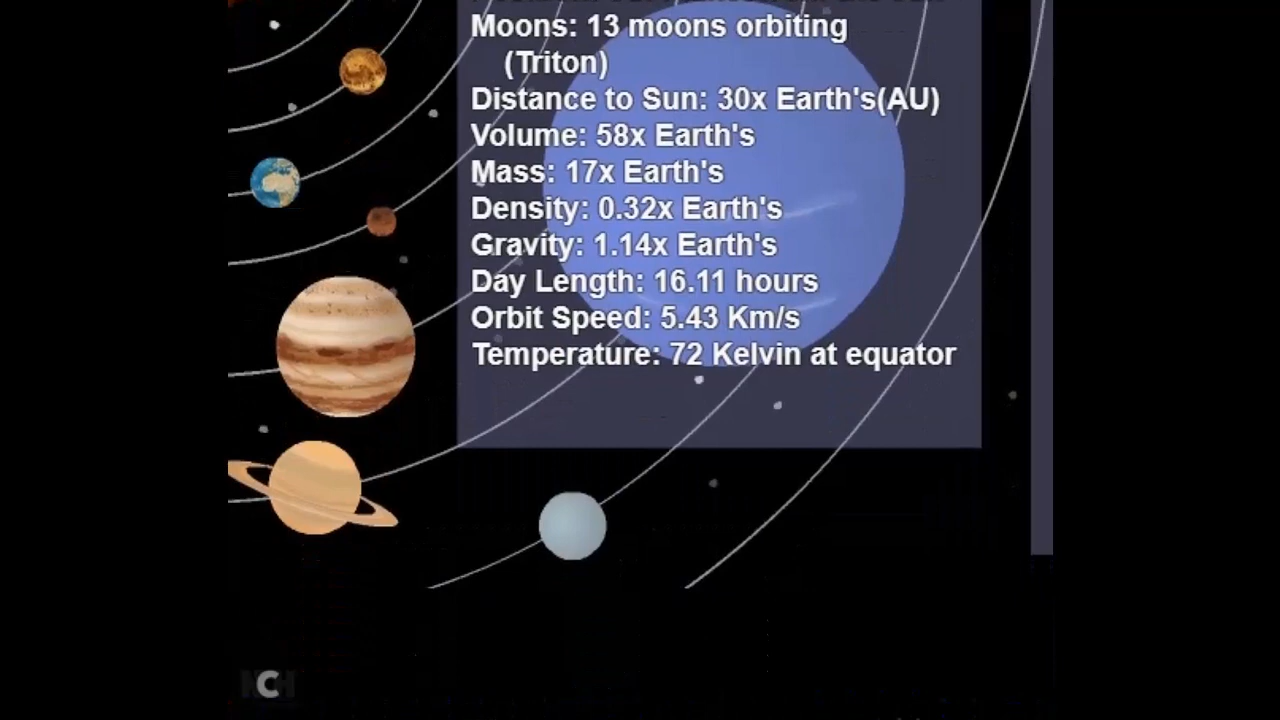 Moons: 13 moons orbiting
(Triton)
Distance to Sun: 30x Earth's(AU)
Volume: 58x Earth's
Mass: 17x Earth's
Density: 0.32x Earth's
Gravity: 1.14x Earth's
Day Length: 16.11 hours
Orbit Speed: 5.43 Km/s
Temperature: 72 Kelvin at equator
NCH